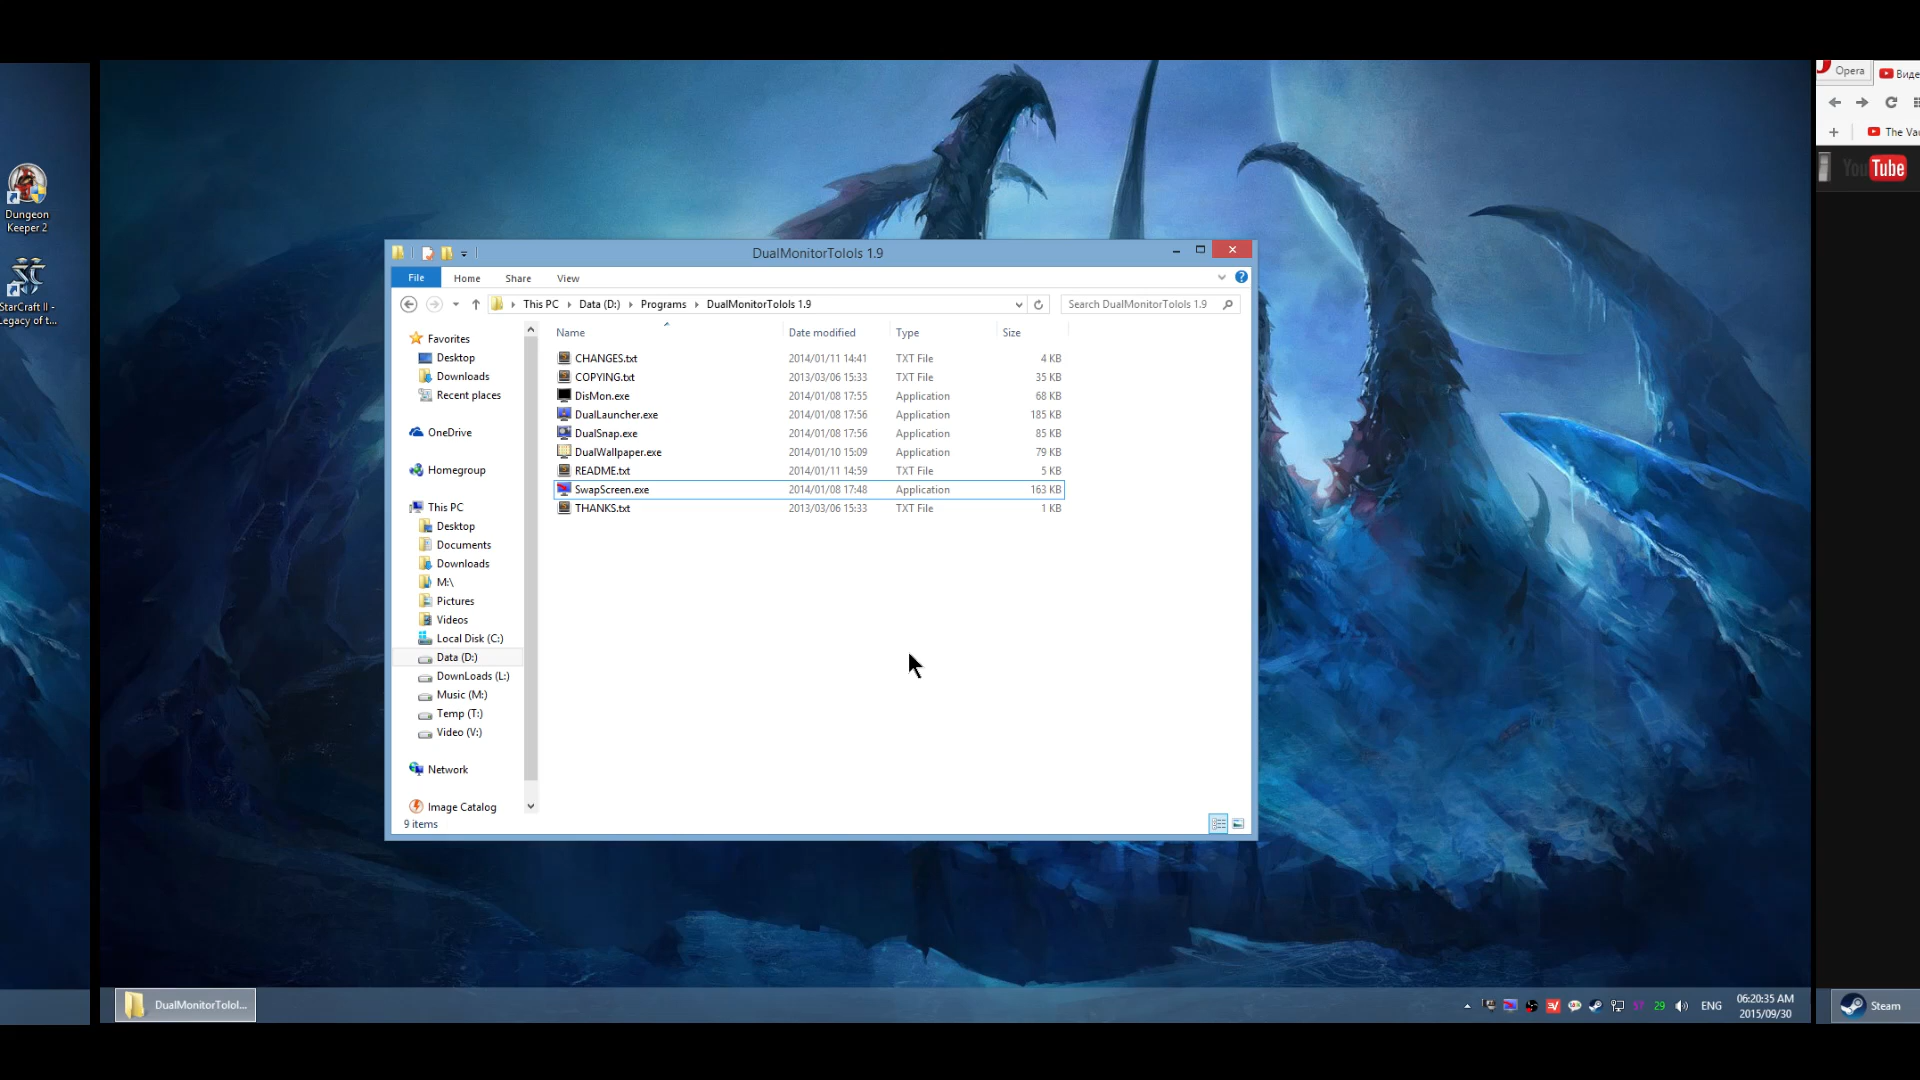 Dungeon
Keeper 2
StarCraft II -
Legacy of t...
DualMonitorTolols 1.9
File Home Share View
This PC Data (D:) Programs DualMonitorTolols 1.9
Search DualMonitorTolols 1.9
Favorites
Desktop
Downloads
Recent places
OneDrive
Homegroup
This PC
Desktop
Documents
Downloads
M:\
Pictures
Videos
Local Disk (C:)
Data (D:)
DownLoads (L:)
Music (M:)
Temp (T:)
Video (V:)
Network
Image Catalog
9 items
Name Date modified Type Size
CHANGES.txt 2014/01/11 14:41 TXT File 4 KB
COPYING.txt 2013/03/06 15:33 TXT File 35 KB
DisMon.exe 2014/01/08 17:55 Application 68 KB
DualLauncher.exe 2014/01/08 17:56 Application 185 KB
DualSnap.exe 2014/01/08 17:56 Application 85 KB
DualWallpaper.exe 2014/01/10 15:09 Application 79 KB
README.txt 2014/01/11 14:59 TXT File 5 KB
SwapScreen.exe 2014/01/08 17:48 Application 163 KB
THANKS.txt 2013/03/06 15:33 TXT File 1 KB
Opera Виде
The Vau
YouTube
DualMonitorTolol...
29 ENG
06:20:35 AM
2015/09/30
Steam